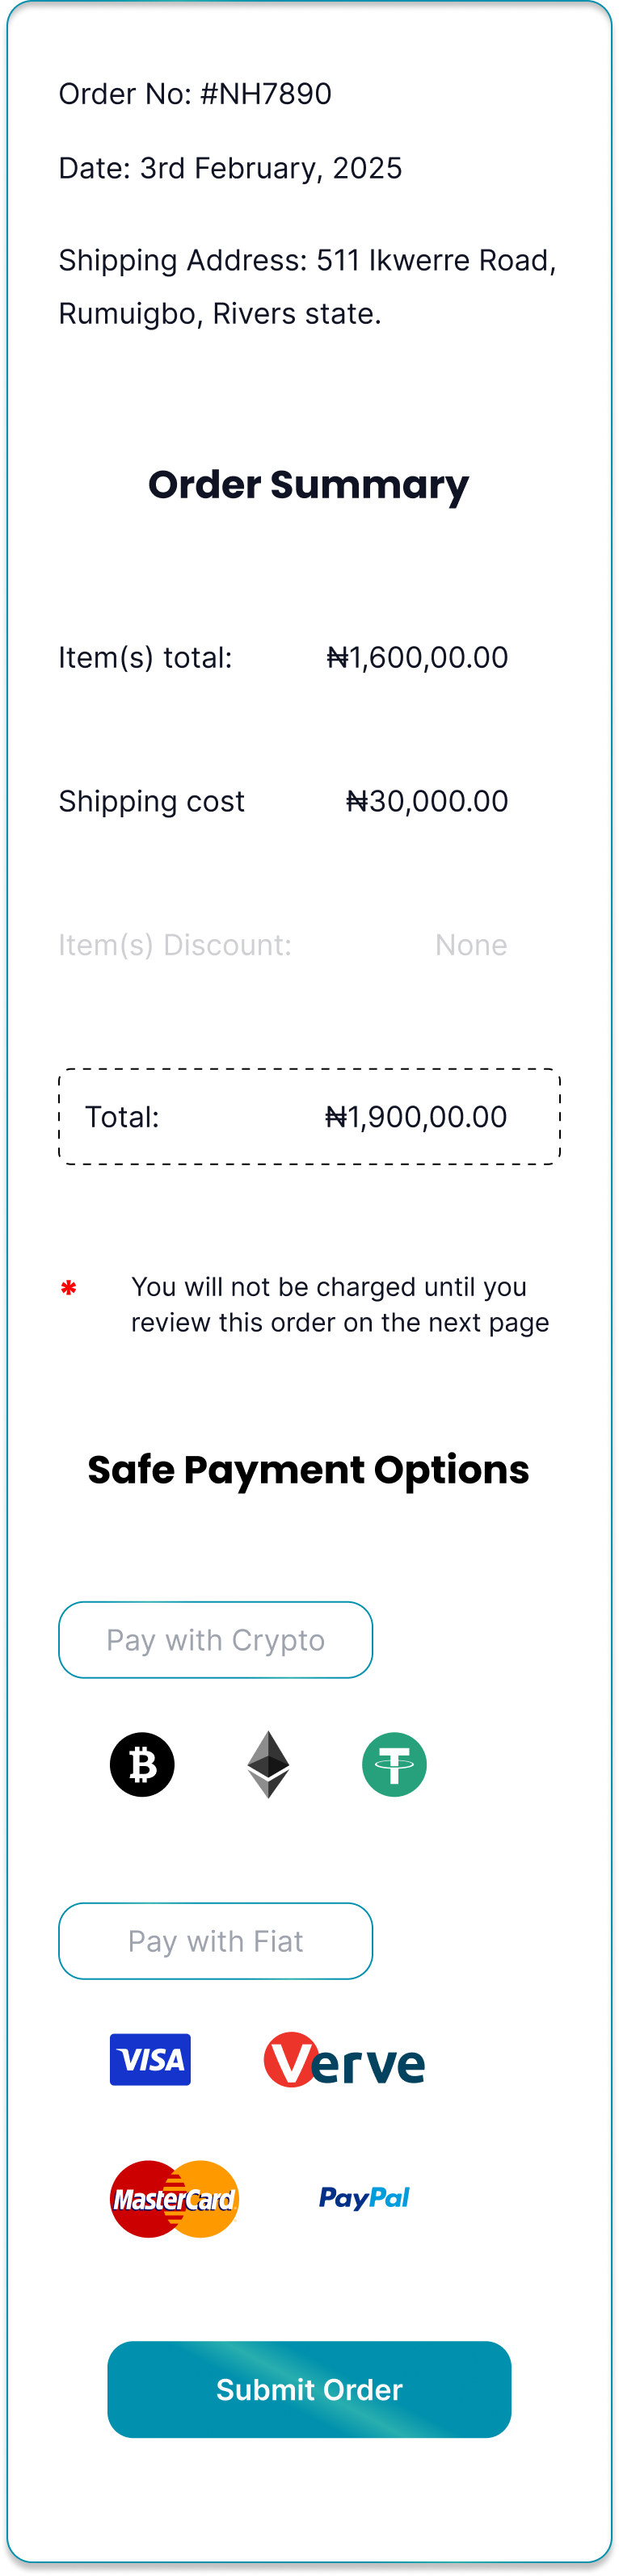 Order No: #NH7890
Date: 3rd February, 2025
Shipping Address: 511 Ikwerre Road,
Rumuigbo, Rivers state.
Order Summary
Item(s) total: ₦1,600,00.00
Shipping cost ₦30,000.00
Item(s) Discount: None
Total: ₦1,900,00.00
* You will not be charged until you
review this order on the next page
Safe Payment Options
Pay with Crypto
Pay with Fiat
VISA Verve
MasterCard PayPal
Submit Order